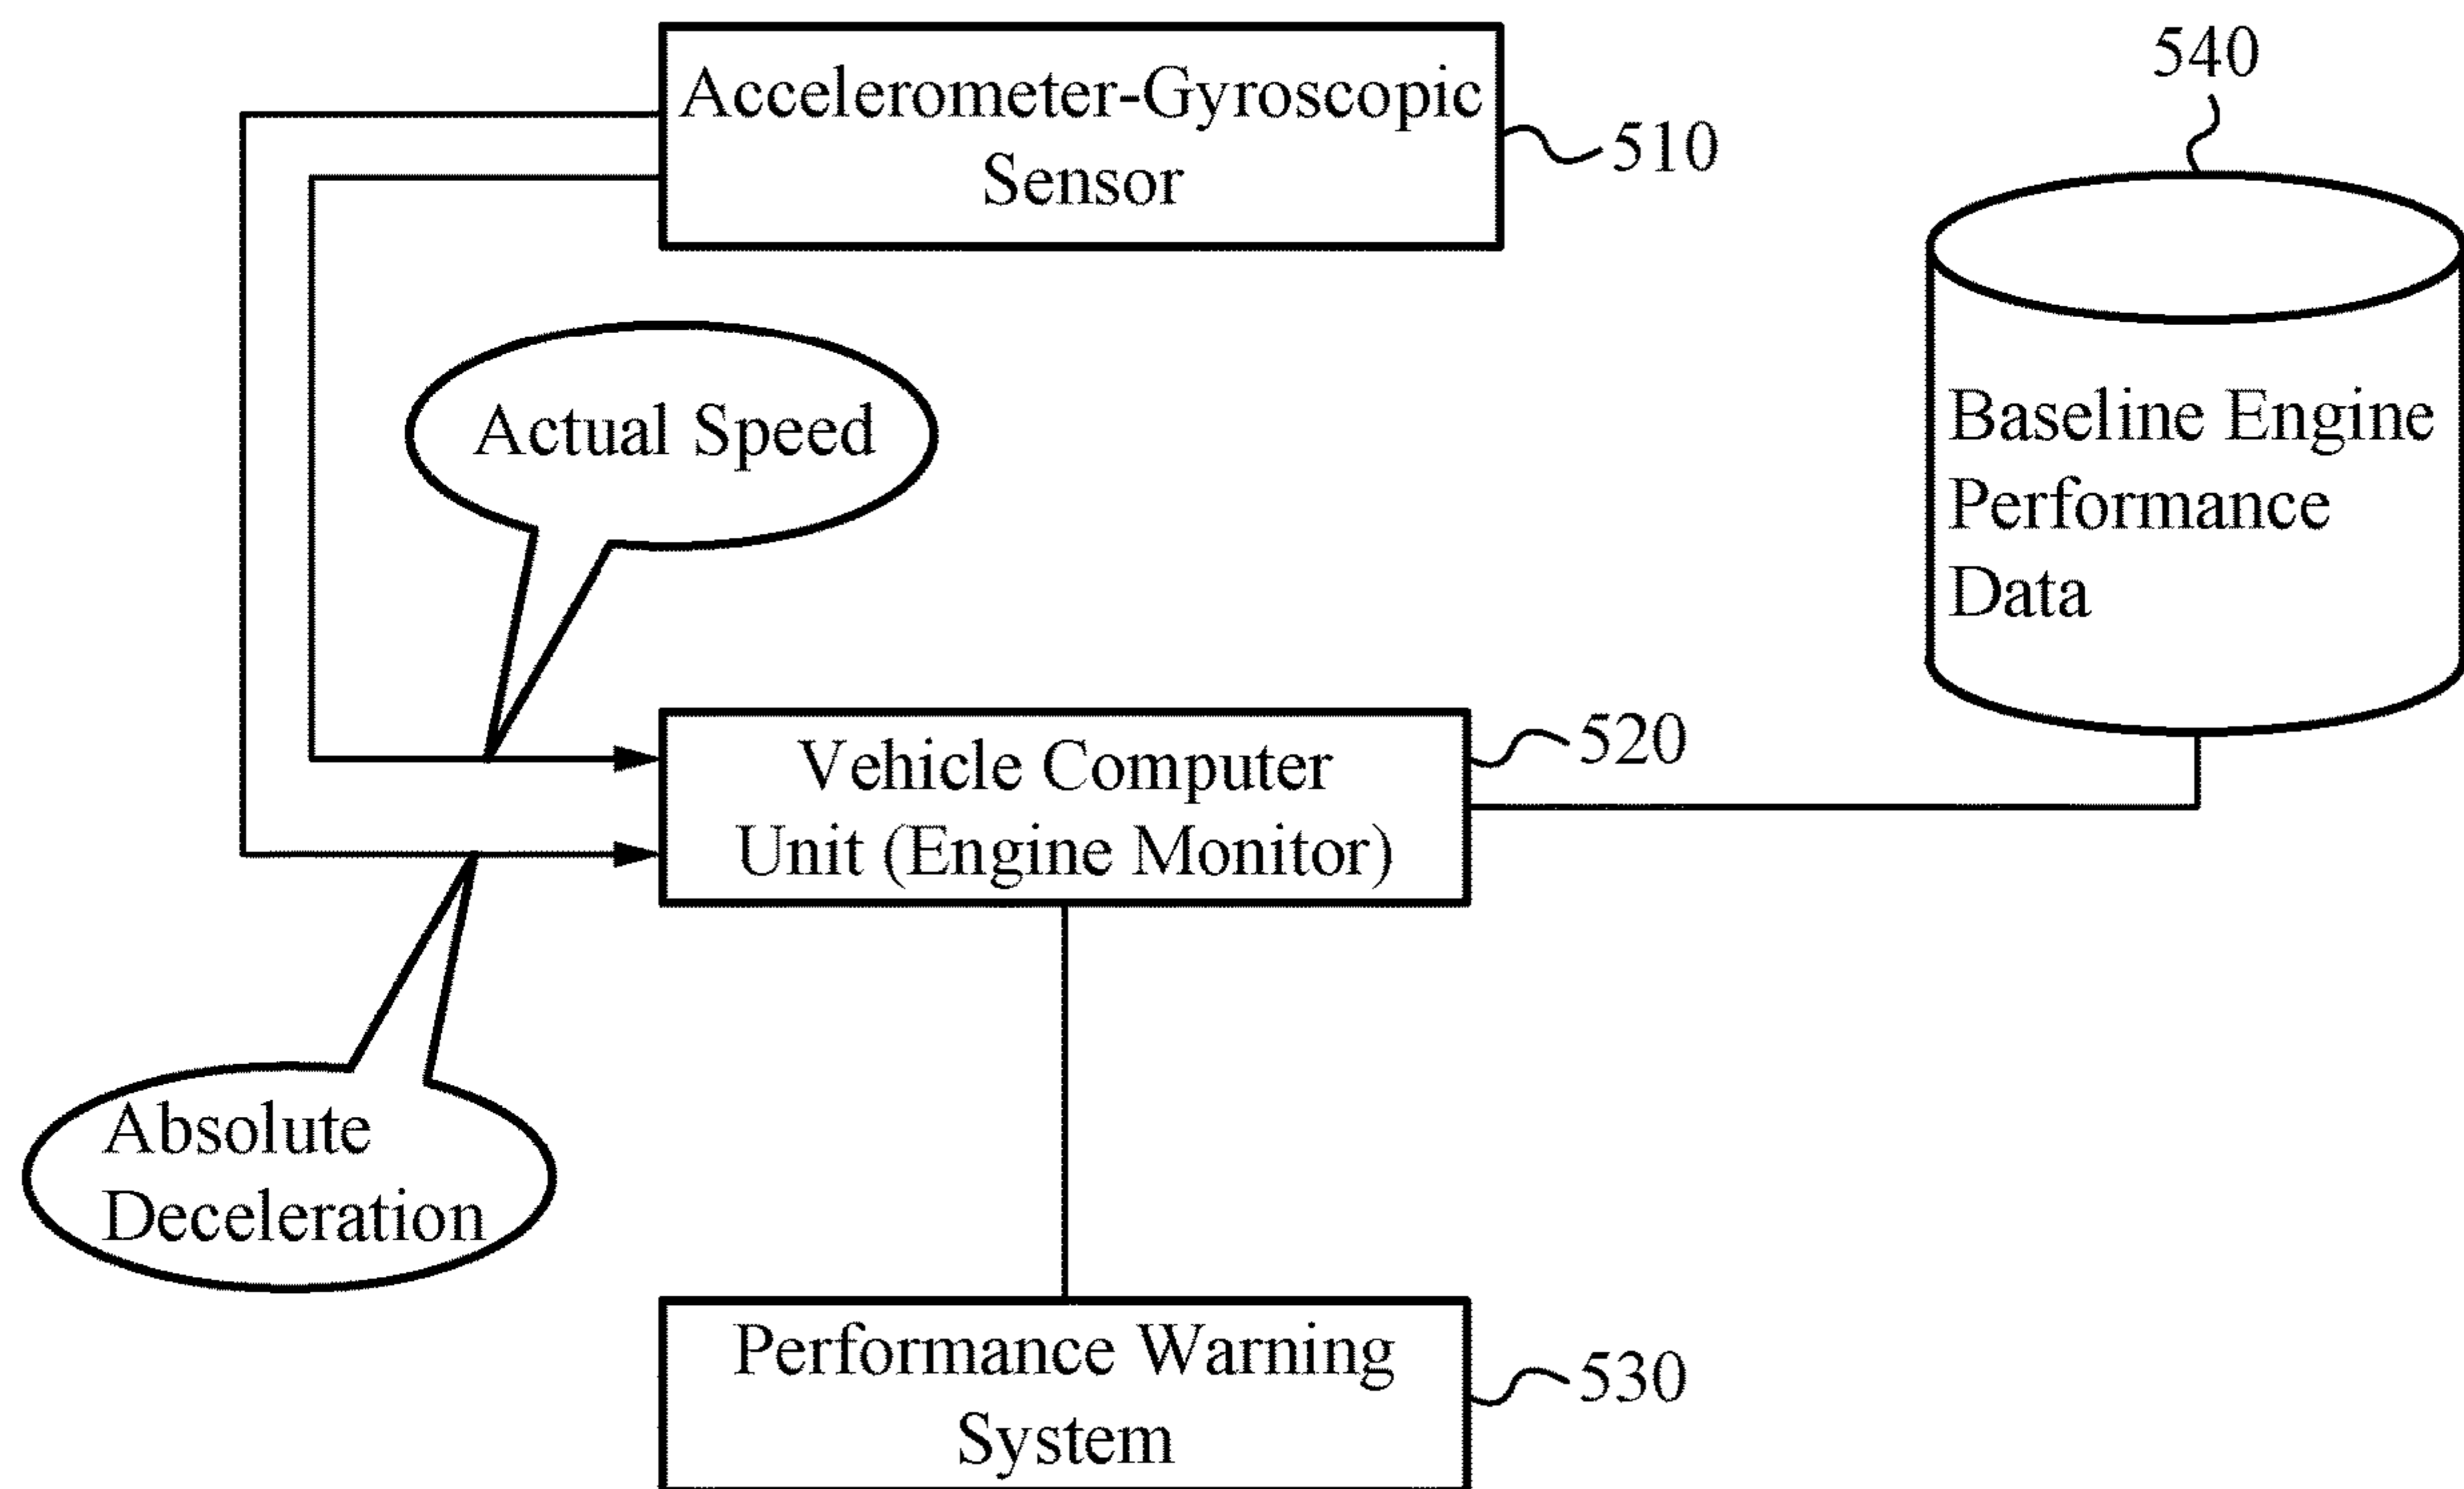 Accelerometer-Gyroscopic
Sensor
510
540
Actual Speed
Baseline Engine
Performance
Data
Vehicle Computer
Unit (Engine Monitor)
520
Absolute
Deceleration
Performance Warning
System
530